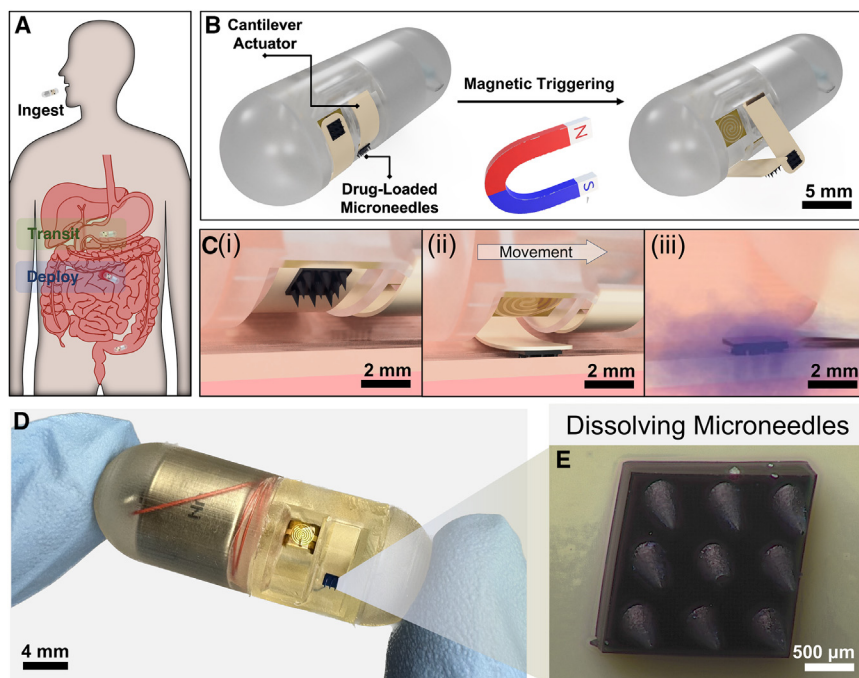 A
Ingest
Transit
Deploy
B
Cantilever
Actuator
Magnetic Triggering
Drug-Loaded
Microneedles
N
S
5 mm
C(i)
2 mm
(ii)
Movement
2 mm
(iii)
2 mm
D
4 mm
Dissolving Microneedles
E
500 µm